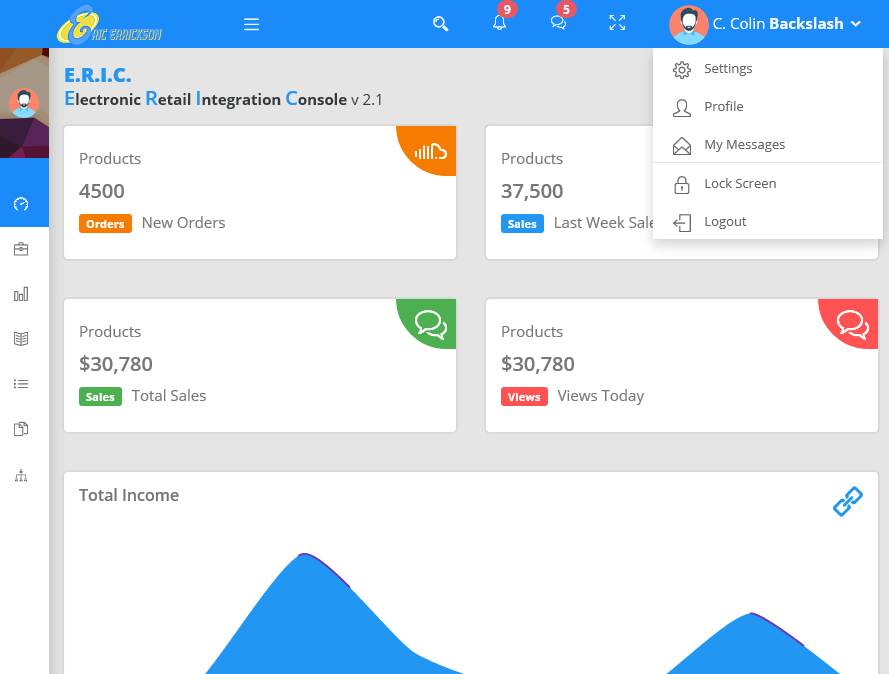 ERIC ERRICKSON
9
5
C. Colin Backslash
Settings
Profile
My Messages
Lock Screen
Logout
E.R.I.C.
Electronic Retail Integration Console v 2.1
Products
4500
Orders New Orders
Products
37,500
Sales Last Week Sale
Products
$30,780
Sales Total Sales
Products
$30,780
Views Views Today
Total Income